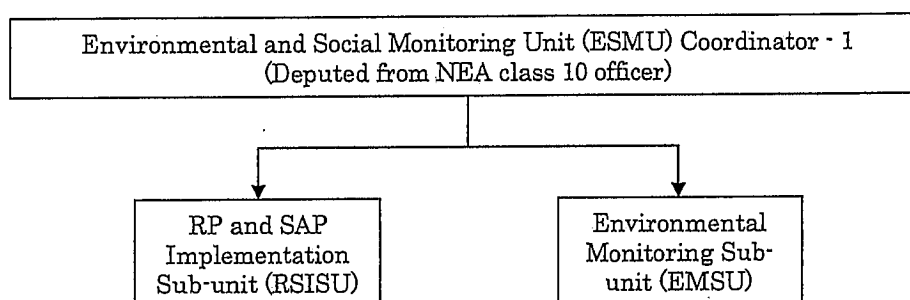 Environmental and Social Monitoring Unit (ESMU) Coordinator - 1
(Deputed from NEA class 10 officer)
RP and SAP
Implementation
Sub-unit (RSISU)
Environmental
Monitoring Sub-
unit (EMSU)